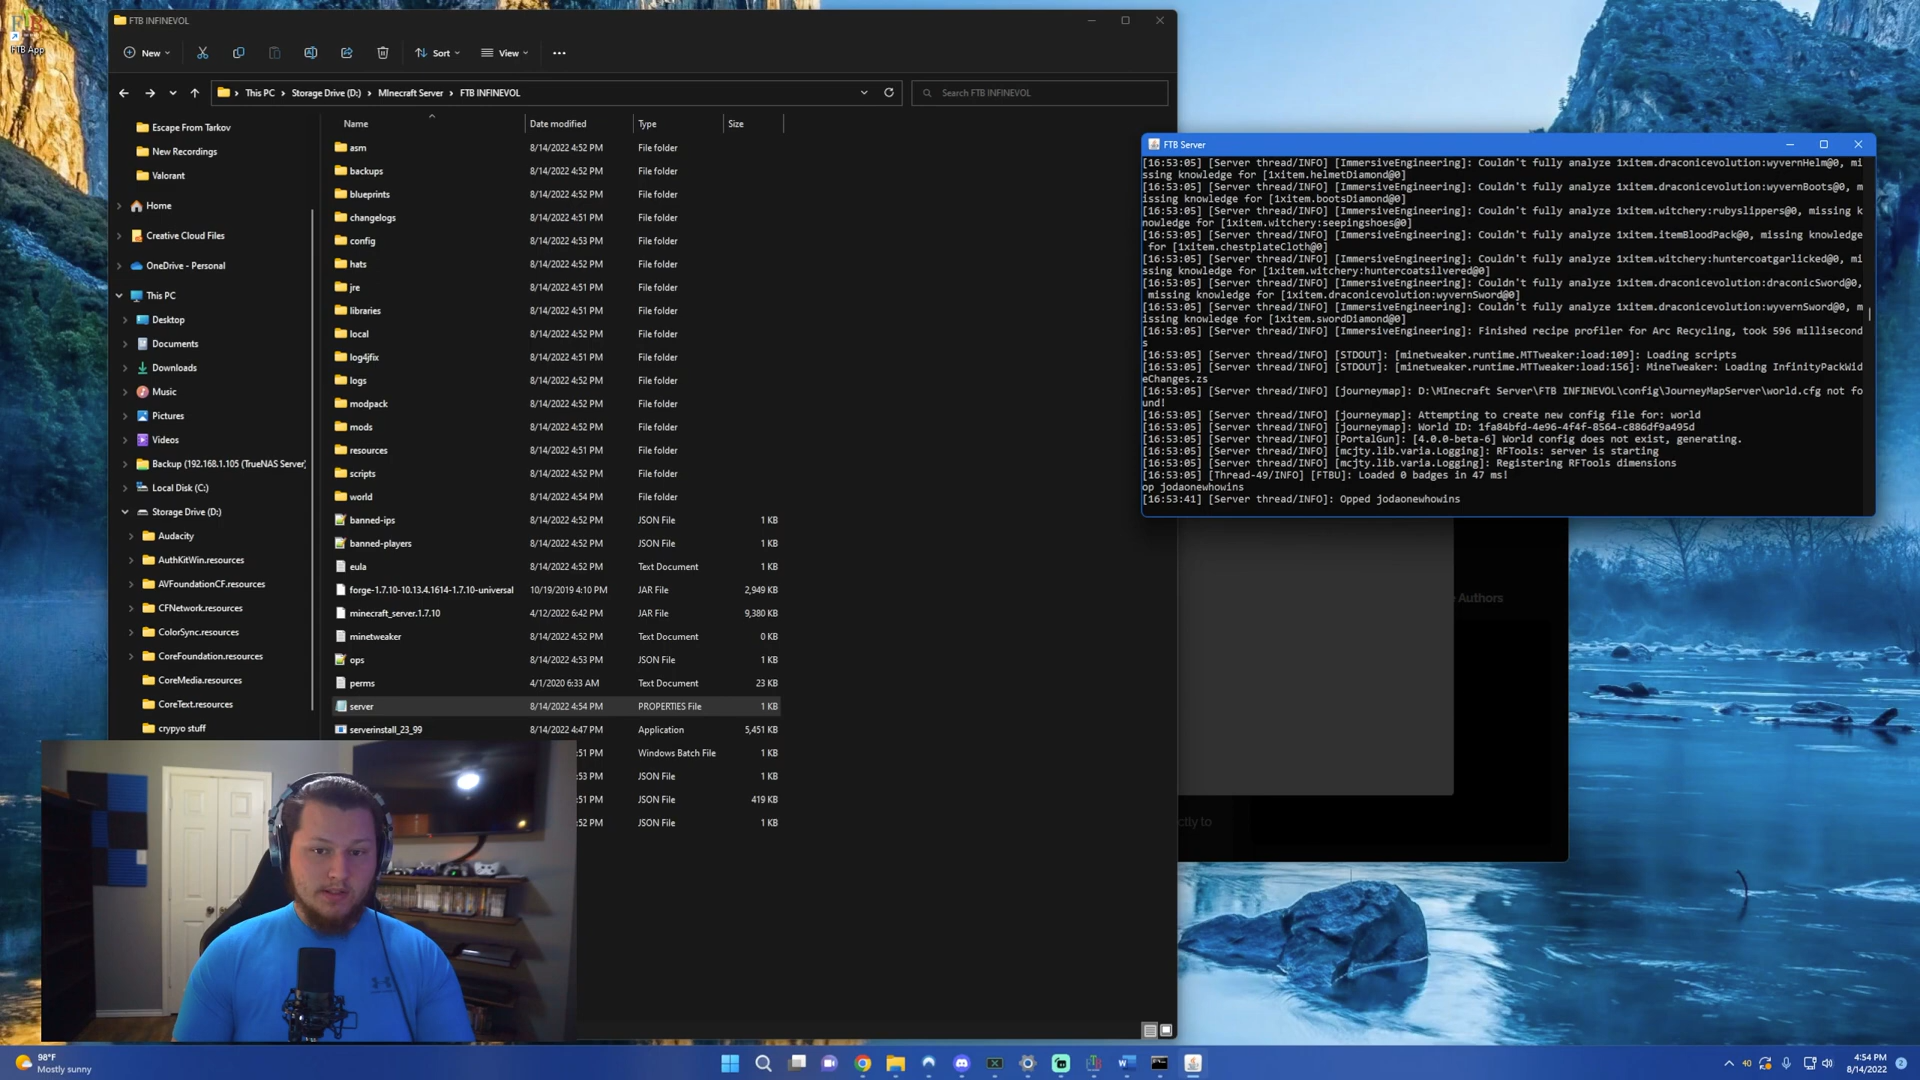 FTB App
FTB INFINEVOL
New
Sort
View
This PC > Storage Drive (D:) > MInecraft Server > FTB INFINEVOL
Search FTB INFINEVOL
Escape From Tarkov
New Recordings
Valorant
Home
Creative Cloud Files
OneDrive - Personal
This PC
Desktop
Documents
Downloads
Music
Pictures
Videos
Backup (192.168.1.105 (TrueNAS Server)
Local Disk (C:)
Storage Drive (D:)
Audacity
AuthKitWin.resources
AVFoundationCF.resources
CFNetwork.resources
ColorSync.resources
CoreFoundation.resources
CoreMedia.resources
CoreText.resources
crypyo stuff
Name Date modified Type Size
asm 8/14/2022 4:52 PM File folder
backups 8/14/2022 4:52 PM File folder
blueprints 8/14/2022 4:52 PM File folder
changelogs 8/14/2022 4:51 PM File folder
config 8/14/2022 4:53 PM File folder
hats 8/14/2022 4:52 PM File folder
jre 8/14/2022 4:51 PM File folder
libraries 8/14/2022 4:51 PM File folder
local 8/14/2022 4:52 PM File folder
log4jfix 8/14/2022 4:51 PM File folder
logs 8/14/2022 4:52 PM File folder
modpack 8/14/2022 4:52 PM File folder
mods 8/14/2022 4:52 PM File folder
resources 8/14/2022 4:51 PM File folder
scripts 8/14/2022 4:52 PM File folder
world 8/14/2022 4:54 PM File folder
banned-ips 8/14/2022 4:52 PM JSON File 1 KB
banned-players 8/14/2022 4:52 PM JSON File 1 KB
eula 8/14/2022 4:52 PM Text Document 1 KB
forge-1.7.10-10.13.4.1614-1.7.10-universal 10/19/2019 4:10 PM JAR File 2,949 KB
minecraft_server.1.7.10 4/12/2022 6:42 PM JAR File 9,380 KB
minetweaker 8/14/2022 4:52 PM Text Document 0 KB
ops 8/14/2022 4:53 PM JSON File 1 KB
perms 4/1/2020 6:33 AM Text Document 23 KB
server 8/14/2022 4:54 PM PROPERTIES File 1 KB
serverinstall_23_99 8/14/2022 4:47 PM Application 5,451 KB
:51 PM Windows Batch File 1 KB
:53 PM JSON File 1 KB
:51 PM JSON File 419 KB
:52 PM JSON File 1 KB
FTB Server
[16:53:05] [Server thread/INFO] [ImmersiveEngineering]: Couldn't fully analyze 1xitem.draconicevolution:wyvernHelm@0, mi
ssing knowledge for [1xitem.helmetDiamond@0]
[16:53:05] [Server thread/INFO] [ImmersiveEngineering]: Couldn't fully analyze 1xitem.draconicevolution:wyvernBoots@0, m
issing knowledge for [1xitem.bootsDiamond@0]
[16:53:05] [Server thread/INFO] [ImmersiveEngineering]: Couldn't fully analyze 1xitem.witchery:rubyslippers@0, missing k
nowledge for [1xitem.witchery:seepingshoes@0]
[16:53:05] [Server thread/INFO] [ImmersiveEngineering]: Couldn't fully analyze 1xitem.itemBloodPack@0, missing knowledge
for [1xitem.chestplateCloth@0]
[16:53:05] [Server thread/INFO] [ImmersiveEngineering]: Couldn't fully analyze 1xitem.witchery:huntercoatgarlicked@0, mi
ssing knowledge for [1xitem.witchery:huntercoatsilvered@0]
[16:53:05] [Server thread/INFO] [ImmersiveEngineering]: Couldn't fully analyze 1xitem.draconicevolution:draconicSword@0,
missing knowledge for [1xitem.draconicevolution:wyvernSword@0]
[16:53:05] [Server thread/INFO] [ImmersiveEngineering]: Couldn't fully analyze 1xitem.draconicevolution:wyvernSword@0, m
issing knowledge for [1xitem.swordDiamond@0]
[16:53:05] [Server thread/INFO] [ImmersiveEngineering]: Finished recipe profiler for Arc Recycling, took 596 millisecond
s
[16:53:05] [Server thread/INFO] [STDOUT]: [minetweaker.runtime.MTTweaker:load:109]: Loading scripts
[16:53:05] [Server thread/INFO] [STDOUT]: [minetweaker.runtime.MTTweaker:load:156]: MineTweaker: Loading InfinityPackWid
eChanges.zs
[16:53:05] [Server thread/INFO] [journeymap]: D:\MInecraft Server\FTB INFINEVOL\config\JourneyMapServer\world.cfg not fo
und!
[16:53:05] [Server thread/INFO] [journeymap]: Attempting to create new config file for: world
[16:53:05] [Server thread/INFO] [journeymap]: World ID: 1fa84bfd-4e96-4f4f-8564-c886df9a495d
[16:53:05] [Server thread/INFO] [PortalGun]: [4.0.0-beta-6] World config does not exist, generating.
[16:53:05] [Server thread/INFO] [mcjty.lib.varia.Logging]: RFTools: server is starting
[16:53:05] [Server thread/INFO] [mcjty.lib.varia.Logging]: Registering RFTools dimensions
[16:53:05] [Thread-49/INFO] [FTBU]: Loaded 0 badges in 47 ms!
op jodaonewhowins
[16:53:41] [Server thread/INFO]: Opped jodaonewhowins
Authors
ctly to
98°F
Mostly sunny
40
4:54 PM
8/14/2022
2